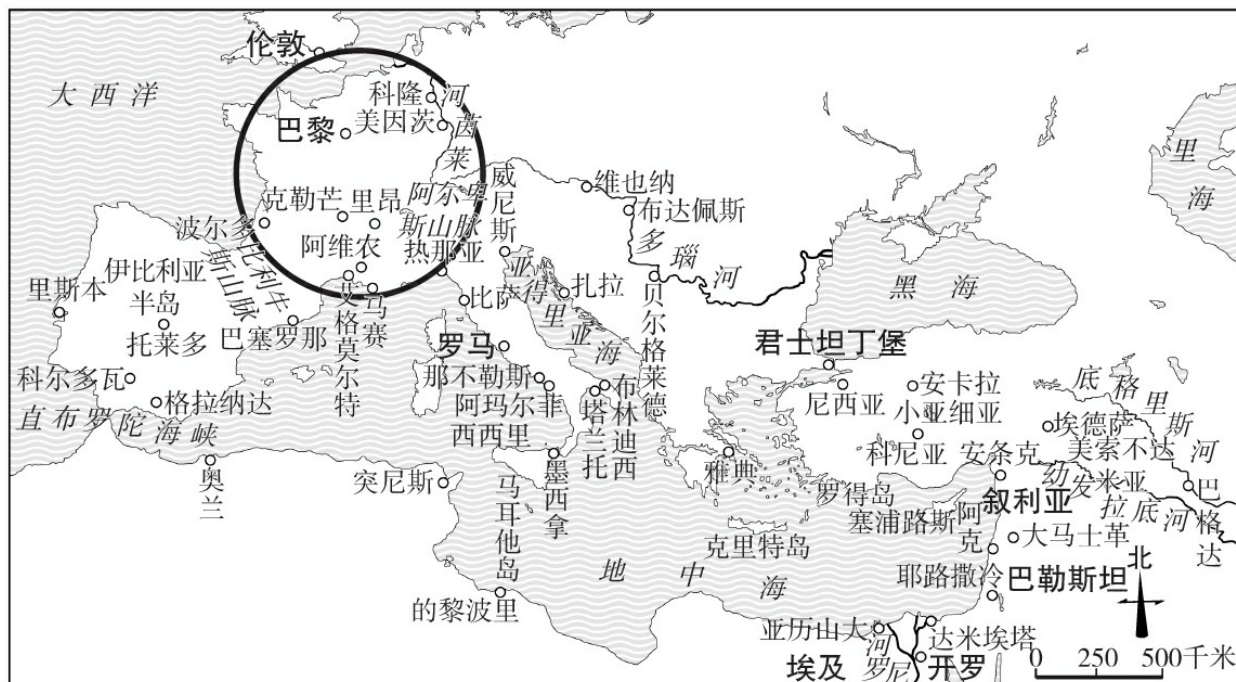 伦敦
大西洋
科隆
美因茨
巴黎
莱茵河
里海
克勒芒
里昂
阿尔卑斯山脉
威尼斯
维也纳
布达佩斯
多瑙河
波尔多
阿维农
热那亚
比利牛斯山脉
伊比利亚
半岛
里斯本
托莱多
巴塞罗那
艾格莫尔特
马赛
比萨
亚得里亚海
扎拉
贝尔格莱德
黑海
罗马
君士坦丁堡
科尔多瓦
格拉纳达
直布罗陀海峡
那不勒斯
阿玛尔菲
西西里
塔兰托
布林迪西
尼西亚
安卡拉
小亚细亚
底格里斯河
埃德萨
美索不达米亚
科尼亚
安条克
幼发拉底河
巴格达
奥兰
突尼斯
马耳他岛
墨西拿
雅典
罗得岛
塞浦路斯
叙利亚
阿克
大马士革
克里特岛
地中海
耶路撒冷
巴勒斯坦
北
的黎波里
亚历山大
达米埃塔
埃及
尼罗河
开罗
0 250 500千米